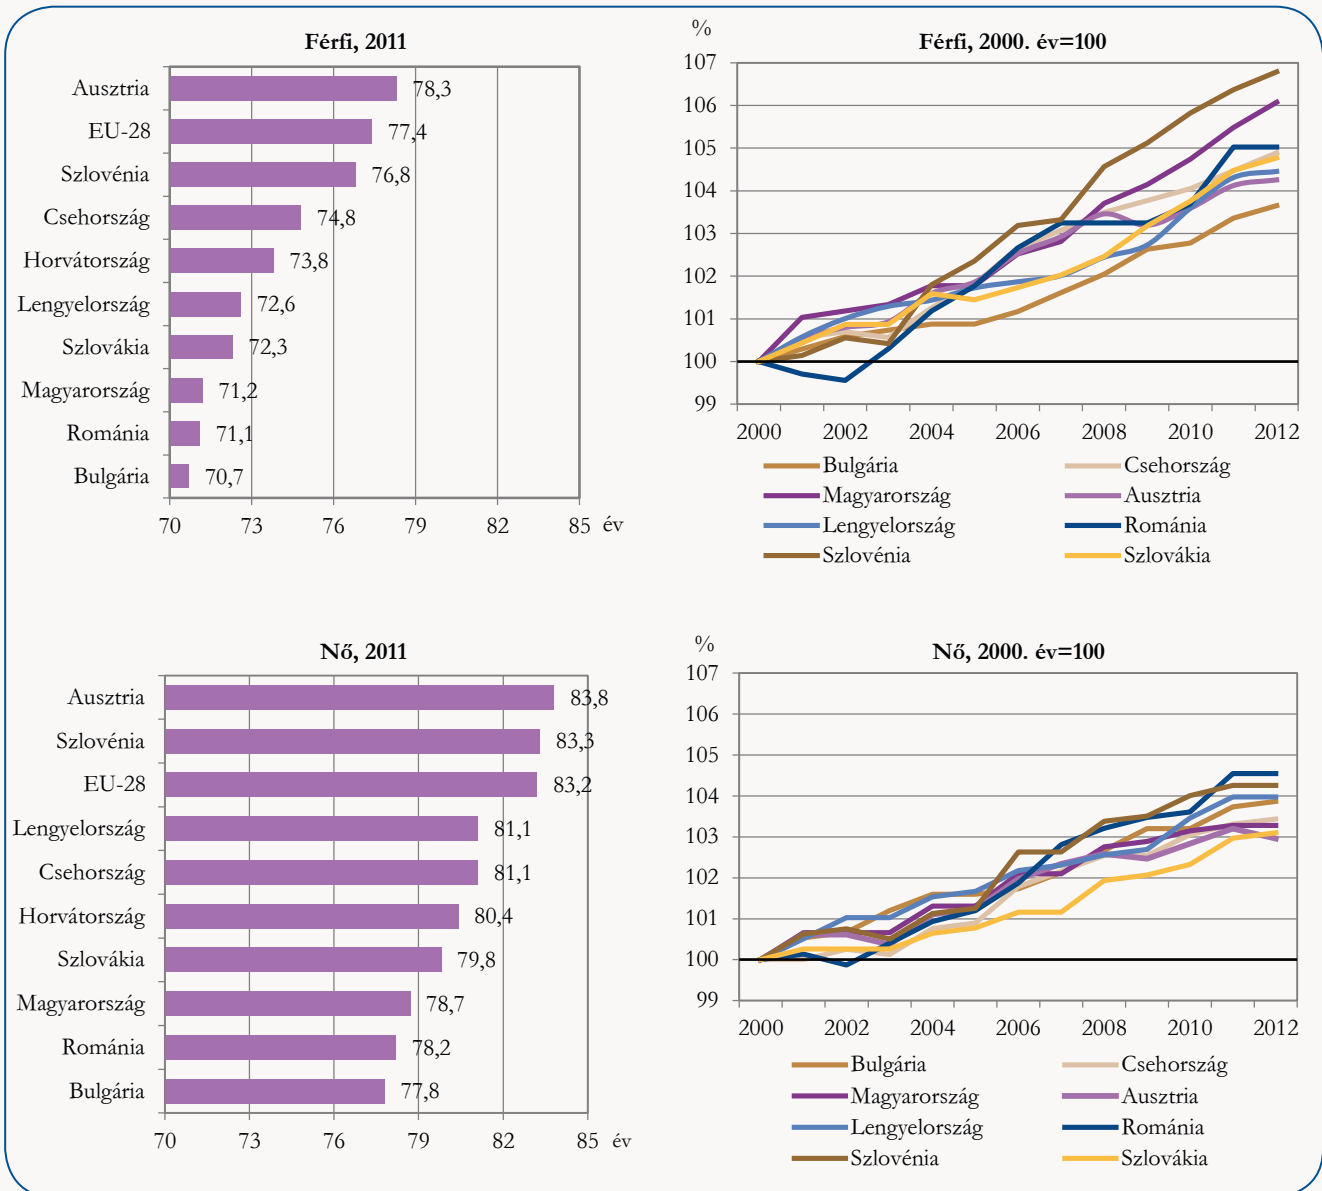 Férfi, 2011
Ausztria
78,3
EU-28
77,4
Szlovénia
76,8
Csehország
74,8
Horvátország
73,8
Lengyelország
72,6
Szlovákia
72,3
Magyarország
71,2
Románia
71,1
Bulgária
70,7
70 73 76 79 82 85 év
%
Férfi, 2000. év=100
107
106
105
104
103
102
101
100
99
2000 2002 2004 2006 2008 2010 2012
Bulgária Csehország
Magyarország Ausztria
Lengyelország Románia
Szlovénia Szlovákia
Nő, 2011
Ausztria
83,8
Szlovénia
83,3
EU-28
83,2
Lengyelország
81,1
Csehország
81,1
Horvátország
80,4
Szlovákia
79,8
Magyarország
78,7
Románia
78,2
Bulgária
77,8
70 73 76 79 82 85 év
%
Nő, 2000. év=100
107
106
105
104
103
102
101
100
99
2000 2002 2004 2006 2008 2010 2012
Bulgária Csehország
Magyarország Ausztria
Lengyelország Románia
Szlovénia Szlovákia